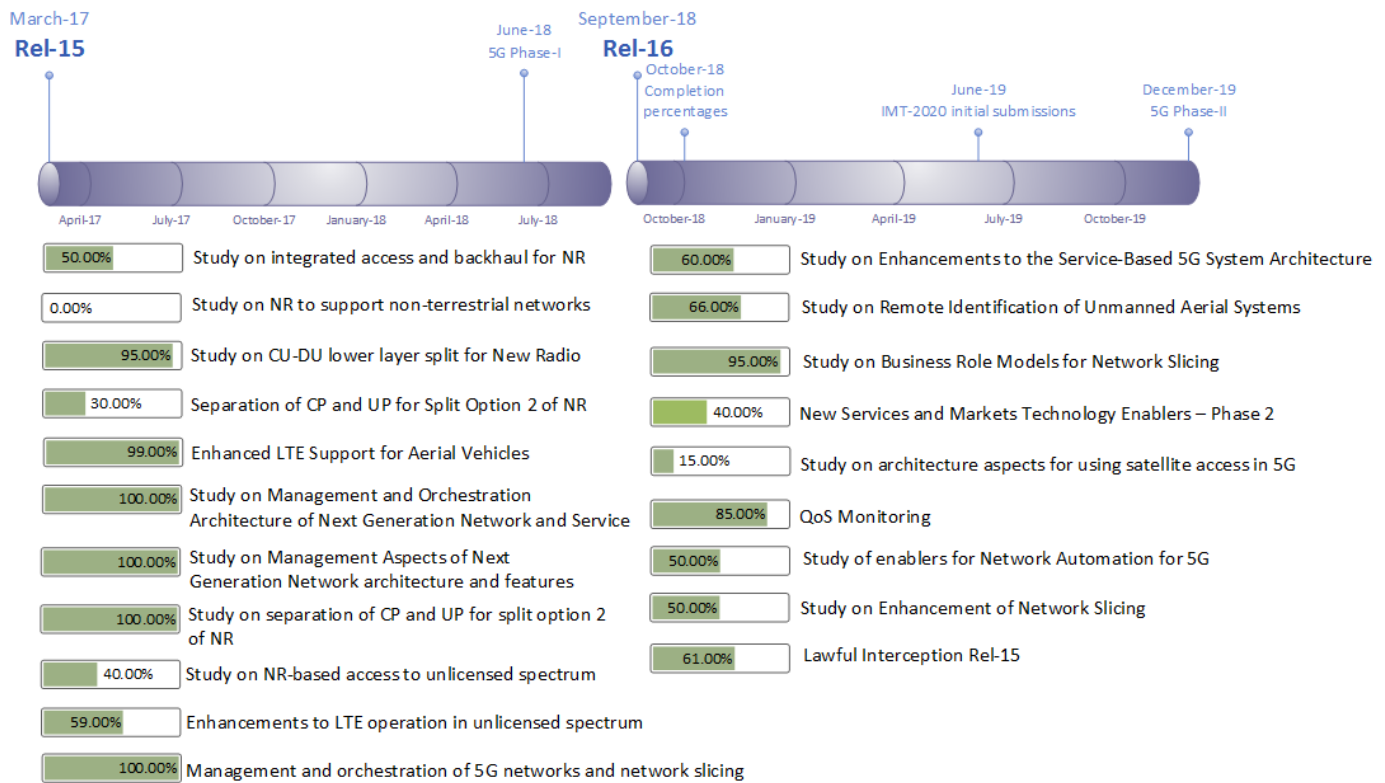 March-17
Rel-15
June-18
5G Phase-I
September-18
Rel-16
October-18
Completion
percentages
June-19
IMT-2020 initial submissions
December-19
5G Phase-II
April-17
July-17
October-17
January-18
April-18
July-18
October-18
January-19
April-19
July-19
October-19
50.00% Study on integrated access and backhaul for NR
0.00% Study on NR to support non-terrestrial networks
95.00% Study on CU-DU lower layer split for New Radio
30.00% Separation of CP and UP for Split Option 2 of NR
99.00% Enhanced LTE Support for Aerial Vehicles
100.00% Study on Management and Orchestration
Architecture of Next Generation Network and Service
100.00% Study on Management Aspects of Next
Generation Network architecture and features
100.00% Study on separation of CP and UP for split option 2
of NR
40.00% Study on NR-based access to unlicensed spectrum
59.00% Enhancements to LTE operation in unlicensed spectrum
100.00% Management and orchestration of 5G networks and network slicing
60.00% Study on Enhancements to the Service-Based 5G System Architecture
66.00% Study on Remote Identification of Unmanned Aerial Systems
95.00% Study on Business Role Models for Network Slicing
40.00% New Services and Markets Technology Enablers – Phase 2
15.00% Study on architecture aspects for using satellite access in 5G
85.00% QoS Monitoring
50.00% Study of enablers for Network Automation for 5G
50.00% Study on Enhancement of Network Slicing
61.00% Lawful Interception Rel-15